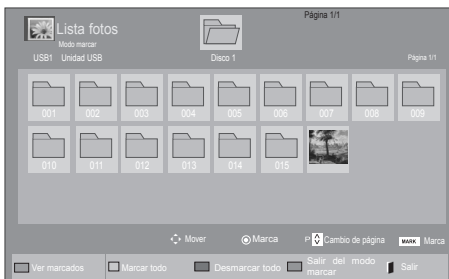 Página 1/1
Lista fotos
Modo marcar
USB1 Unidad USB
Disco 1
Página 1/1
001 002 003 004 005 006 007 008 009
010 011 012 013 014 015
Mover
Marca
P Cambio de página
MARK Marca
Ver marcados
Marcar todo
Desmarcar todo
Salir del modo
marcar
Salir